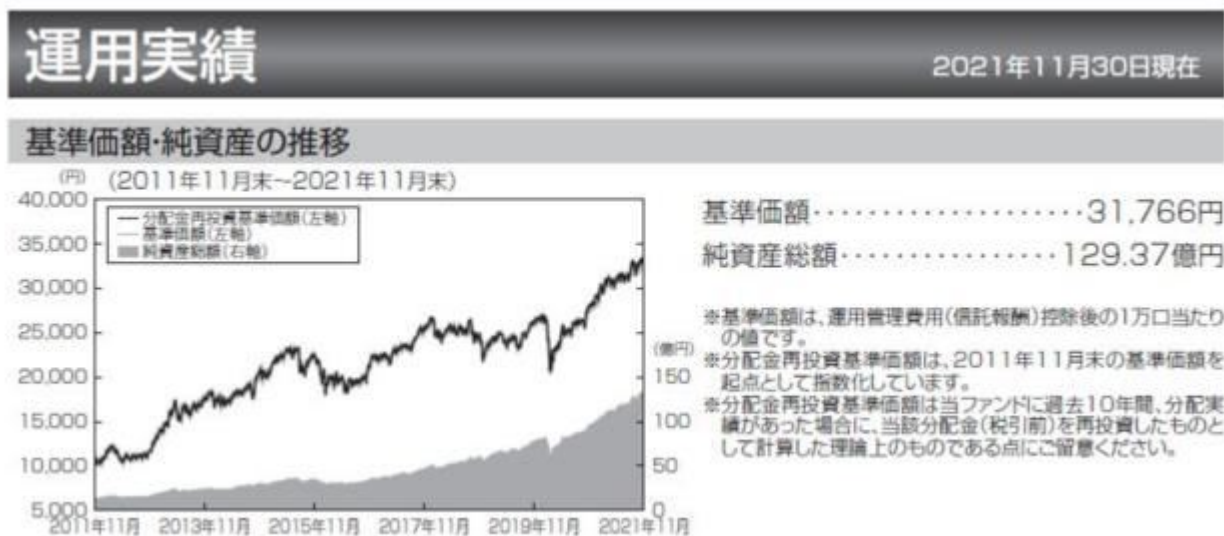 運用実績
2021年11月30日現在
基準価額・純資産の推移
(円) (2011年11月末~2021年11月末)
40,000
35,000
30,000
25,000
20,000
15,000
10,000
5,000
分配金再投資基準価額(左軸)
基準価額(左軸)
純資産総額(右軸)
(億円)
150
100
50
0
2011年11月 2013年11月 2015年11月 2017年11月 2019年11月 2021年11月
基準価額・・・・・・・・・・・・・・・・・・・・31,766円
純資産総額・・・・・・・・・・・・・・・・129.37億円
※基準価額は、運用管理費用(信託報酬)控除後の1万口当たり
の値です。
※分配金再投資基準価額は、2011年11月末の基準価額を
起点として指数化しています。
※分配金再投資基準価額は当ファンドに過去10年間、分配実
績があった場合に、当該分配金(税引前)を再投資したものと
して計算した理論上のものである点にご留意ください。